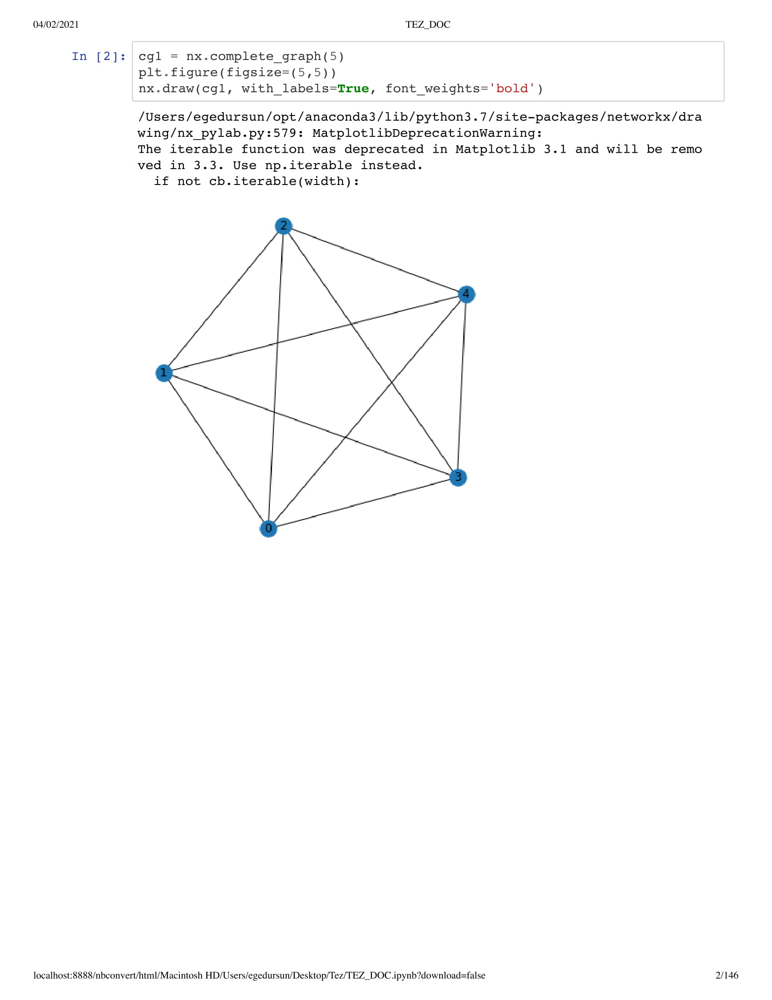 04/02/2021 TEZ_DOC
In [2]: cg1 = nx.complete_graph(5)
plt.figure(figsize=(5,5))
nx.draw(cg1, with_labels=True, font_weights='bold')
/Users/egedursun/opt/anaconda3/lib/python3.7/site-packages/networkx/dra
wing/nx_pylab.py:579: MatplotlibDeprecationWarning:
The iterable function was deprecated in Matplotlib 3.1 and will be remo
ved in 3.3. Use np.iterable instead.
  if not cb.iterable(width):
2
4
1
3
0
localhost:8888/nbconvert/html/Macintosh HD/Users/egedursun/Desktop/Tez/TEZ_DOC.ipynb?download=false 2/146